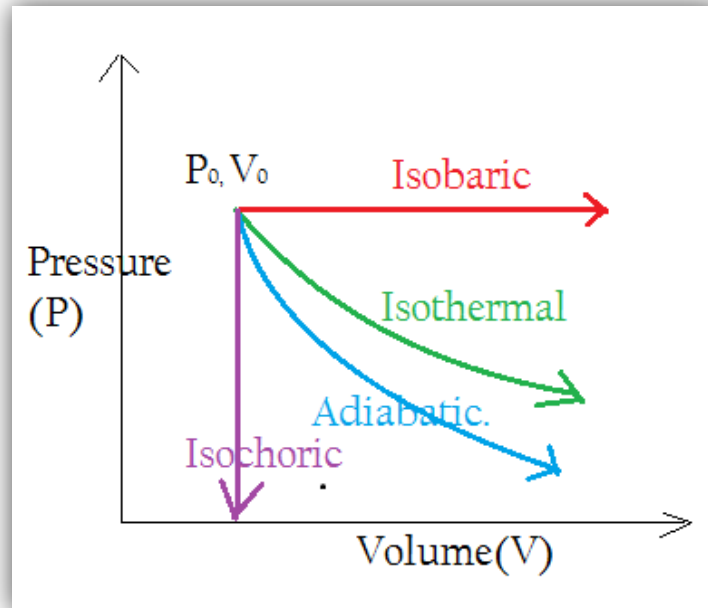 P₀, V₀
Isobaric
Pressure
(P)
Isothermal
Adiabatic.
Isochoric
Volume(V)